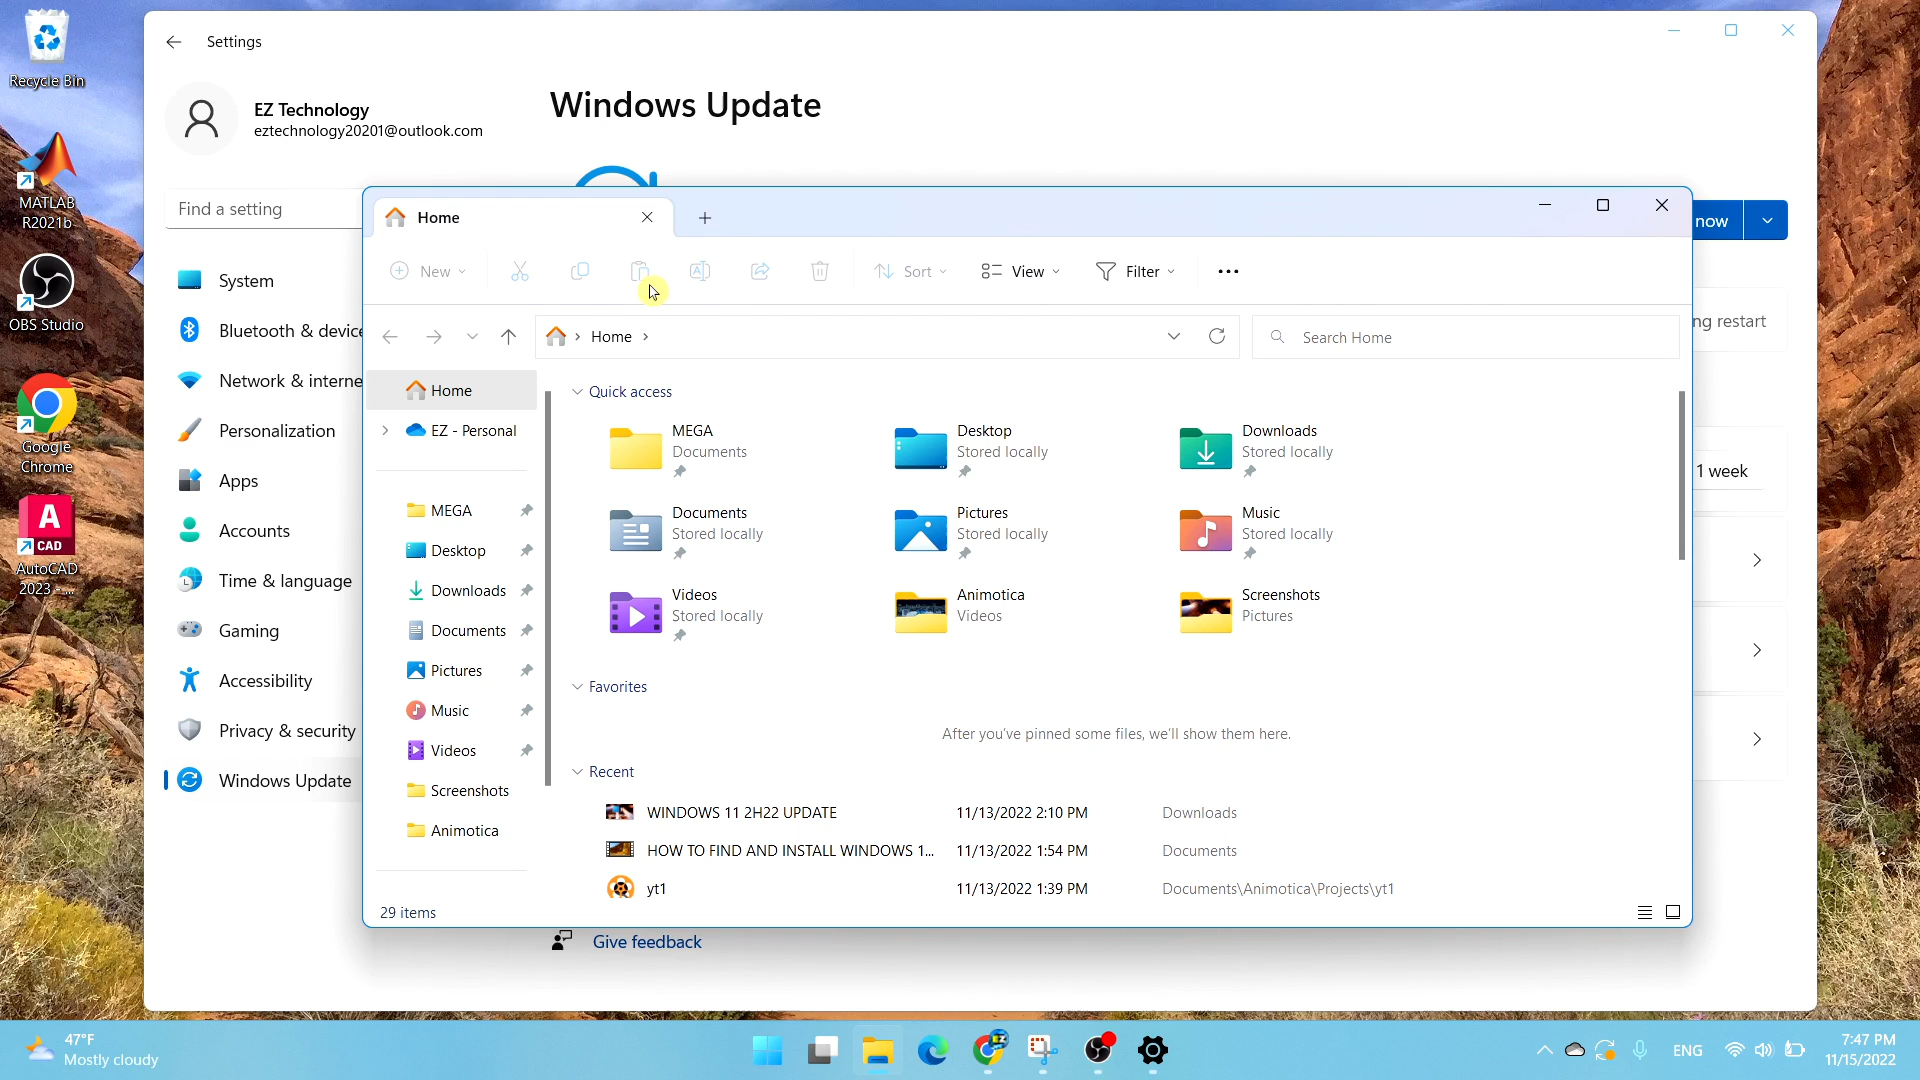 Recycle Bin
MATLAB
R2021b
OBS Studio
Google
Chrome
A
CAD
AutoCAD
2023 -...
Settings
EZ Technology
eztechnology20201@outlook.com
Find a setting
System
Bluetooth & device
Network & interne
Personalization
Apps
Accounts
Time & language
Gaming
Accessibility
Privacy & security
Windows Update
Windows Update
now
ng restart
1 week
Give feedback
Home
New
Sort
View
Filter
Home
Search Home
Home
EZ - Personal
MEGA
Desktop
Downloads
Documents
Pictures
Music
Videos
Screenshots
Animotica
Quick access
MEGA
Documents
Desktop
Stored locally
Downloads
Stored locally
Documents
Stored locally
Pictures
Stored locally
Music
Stored locally
Videos
Stored locally
Animotica
Videos
Screenshots
Pictures
Favorites
After you've pinned some files, we'll show them here.
Recent
WINDOWS 11 2H22 UPDATE 11/13/2022 2:10 PM Downloads
HOW TO FIND AND INSTALL WINDOWS 1... 11/13/2022 1:54 PM Documents
yt1 11/13/2022 1:39 PM Documents\Animotica\Projects\yt1
29 items
47°F
Mostly cloudy
ENG
7:47 PM
11/15/2022